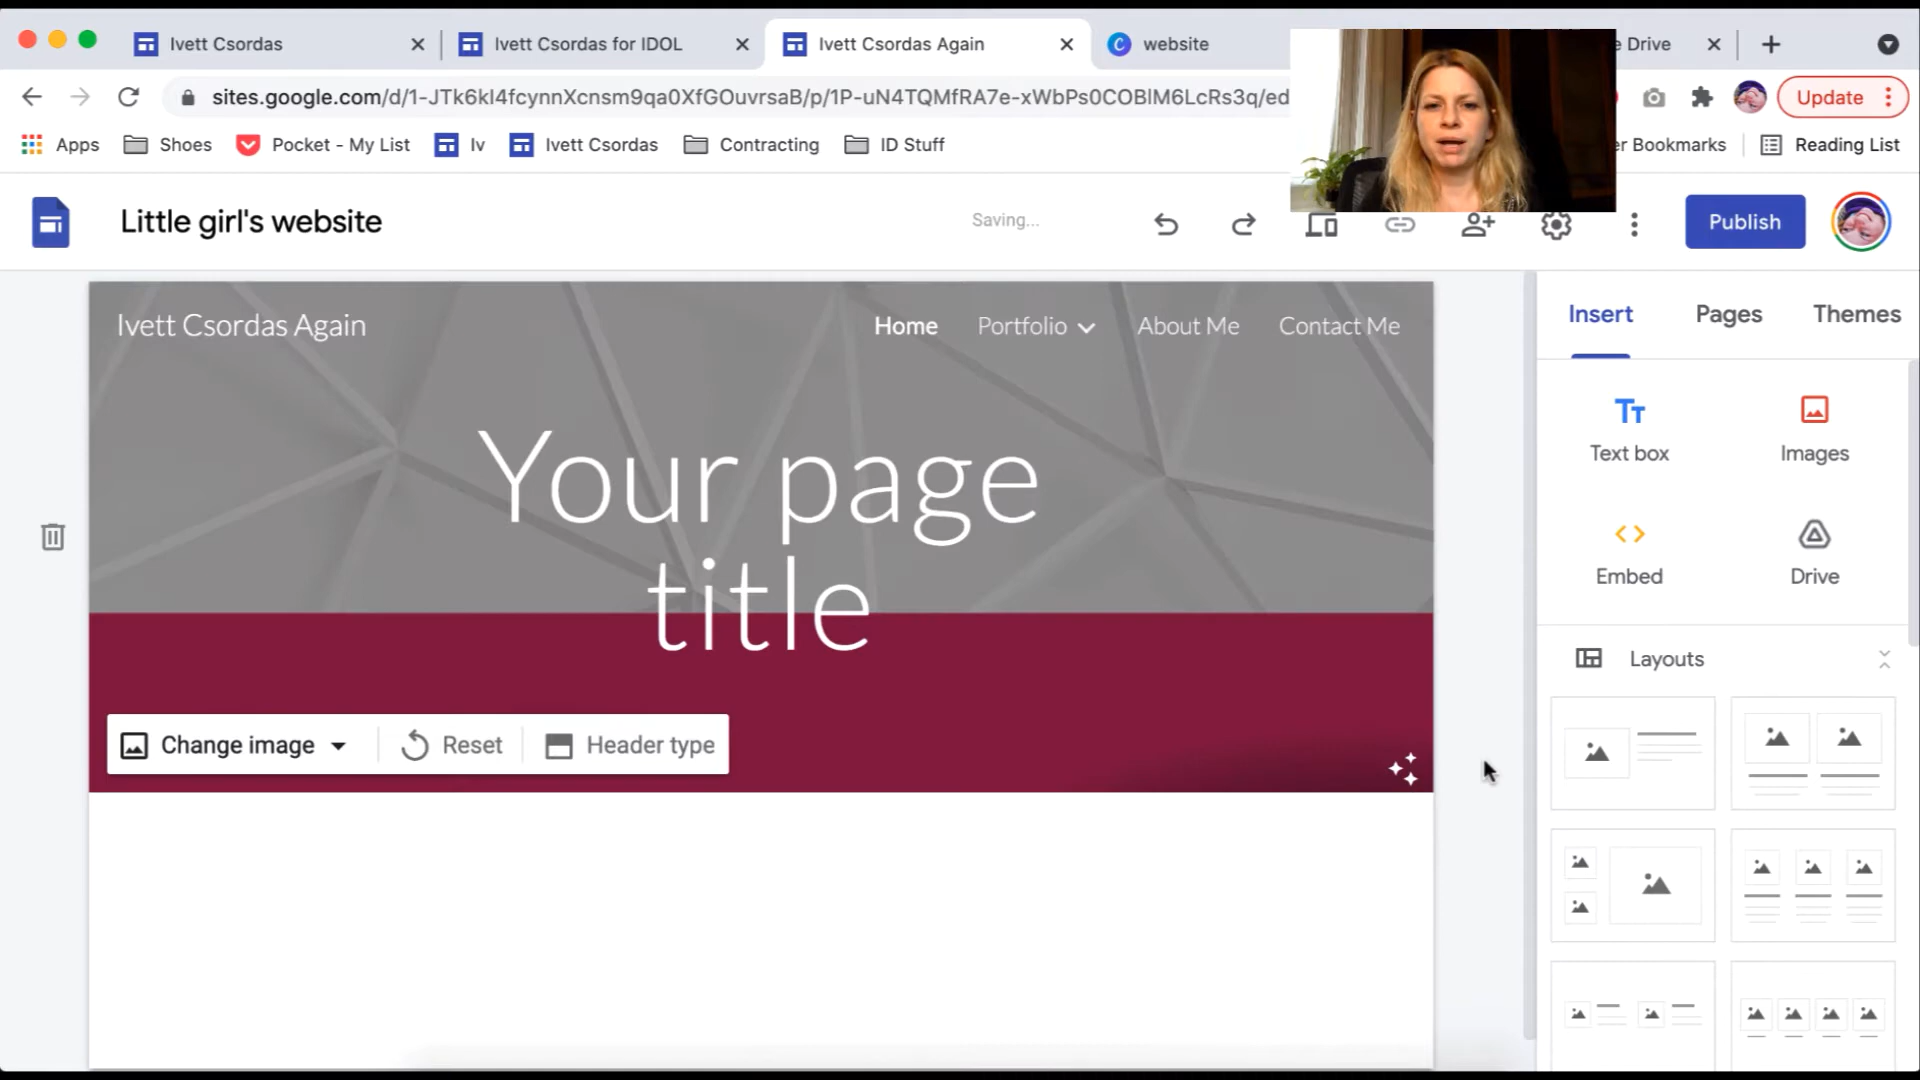 Ivett Csordas
Ivett Csordas for IDOL
Ivett Csordas Again
website
Drive
sites.google.com/d/1-JTk6kI4fcynnXcnsm9qa0XfGOuvrsaB/p/1P-uN4TQMfRA7e-xWbPs0COBlM6LcRs3q/ed
Update
Apps
Shoes
Pocket - My List
Iv
Ivett Csordas
Contracting
ID Stuff
Bookmarks
Reading List
Little girl's website
Saving...
Publish
Ivett Csordas Again
Home
Portfolio
About Me
Contact Me
Insert
Pages
Themes
Your page
title
Text box
Images
Embed
Drive
Layouts
Change image
Reset
Header type